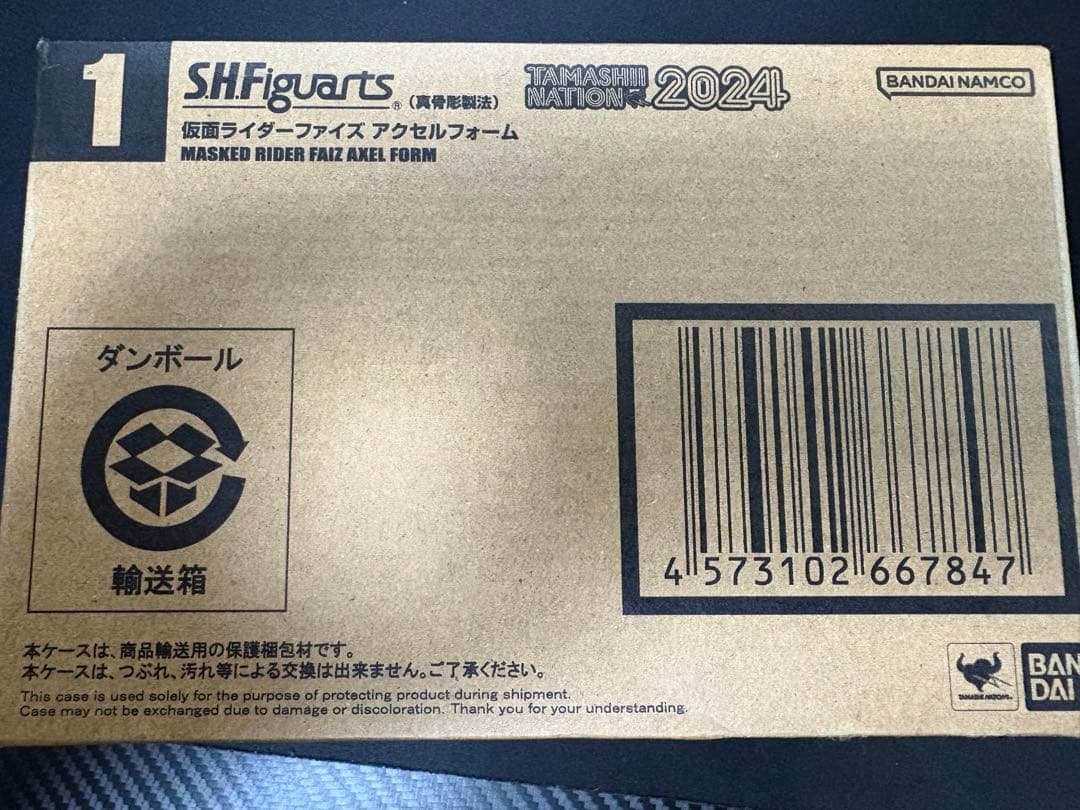 1
S.H.Figuarts® (真骨彫製法)
TAMASHII NATION 2024
BANDAI NAMCO
仮面ライダーファイズ アクセルフォーム
MASKED RIDER FAIZ AXEL FORM
ダンボール
輸送箱
4 573102 667847
本ケースは、商品輸送用の保護梱包材です。
本ケースは、つぶれ、汚れ等による交換は出来ません。ご了承ください。
This case is used solely for the purpose of protecting product during shipment.
Case may not be exchanged due to damage or discoloration. Thank you for your understanding.
TAMASHII NATIONS
BAN
DAI